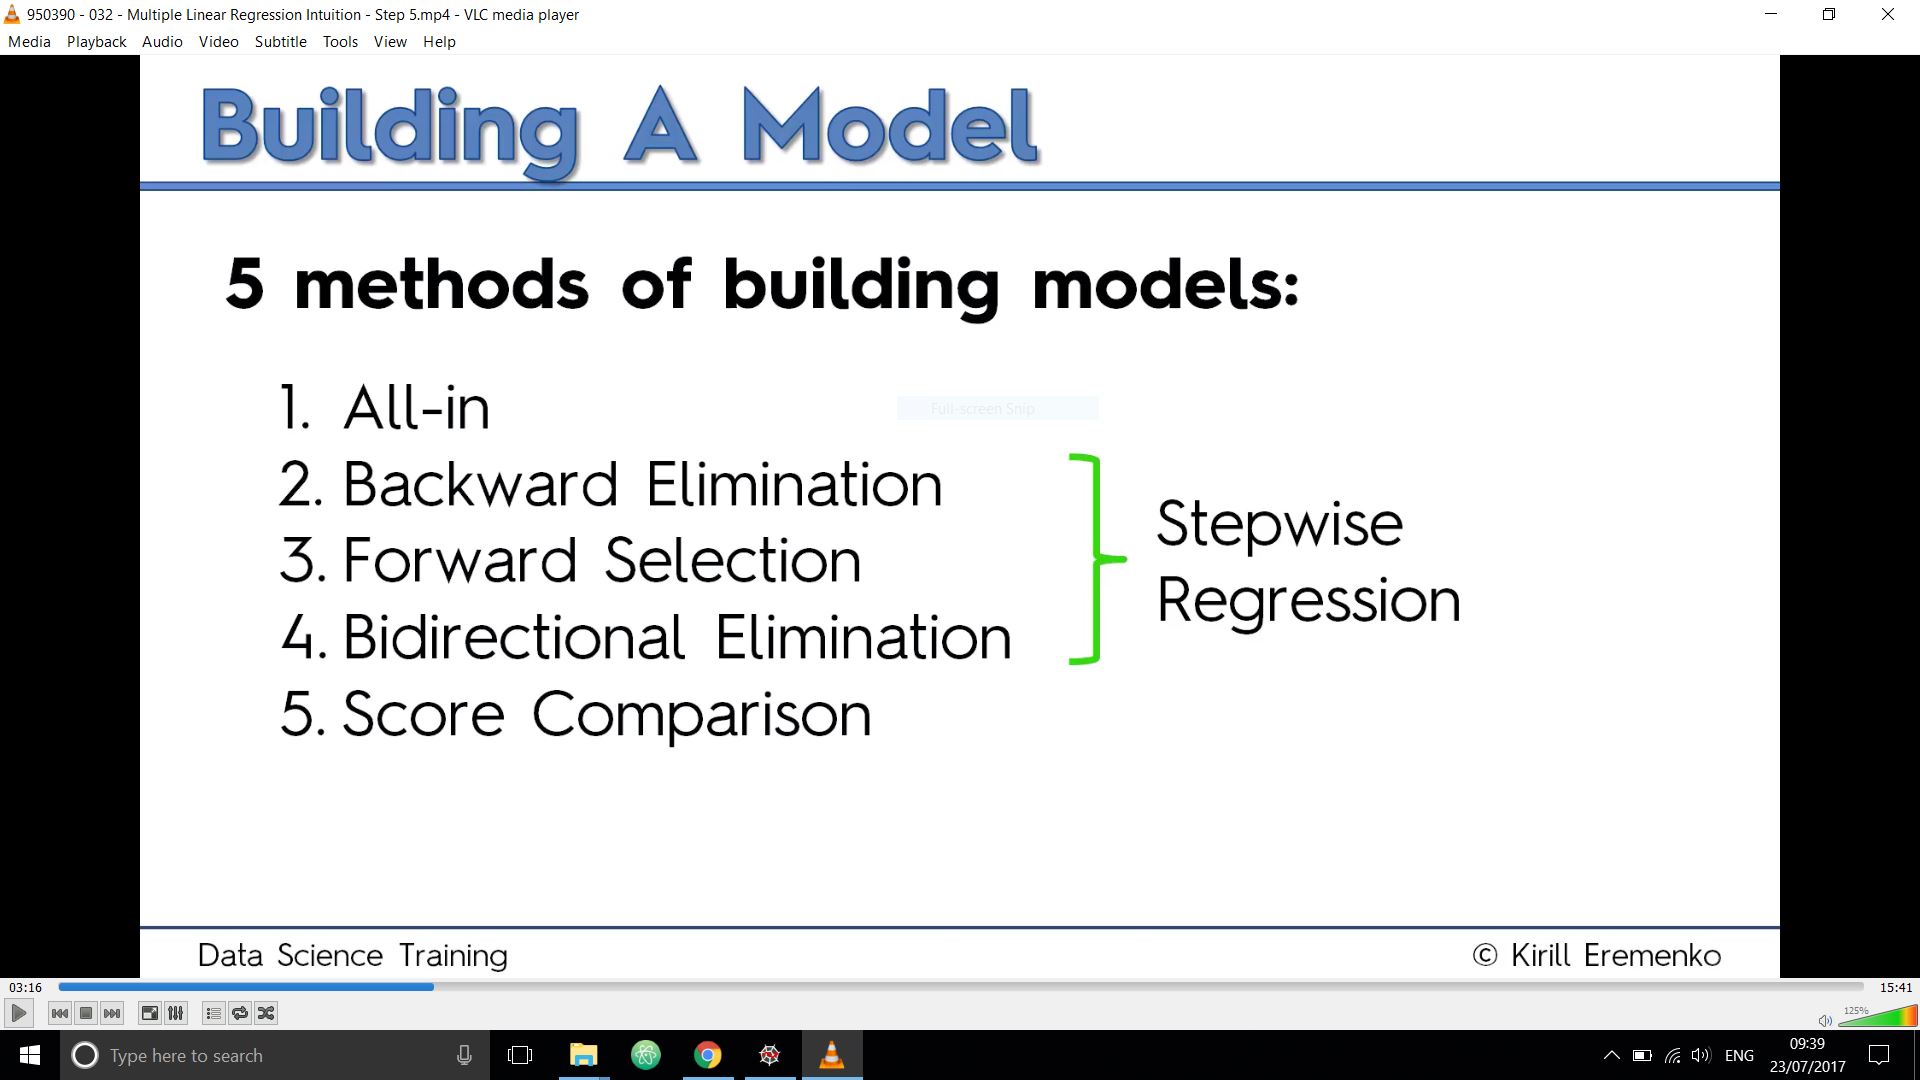 950390 - 032 - Multiple Linear Regression Intuition - Step 5.mp4 - VLC media player
Media Playback Audio Video Subtitle Tools View Help
Building A Model
5 methods of building models:
1. All-in
Full-screen Snip
2. Backward Elimination
3. Forward Selection
4. Bidirectional Elimination
5. Score Comparison
Stepwise
Regression
Data Science Training
© Kirill Eremenko
03:16
15:41
125%
Type here to search
ENG
09:39
23/07/2017